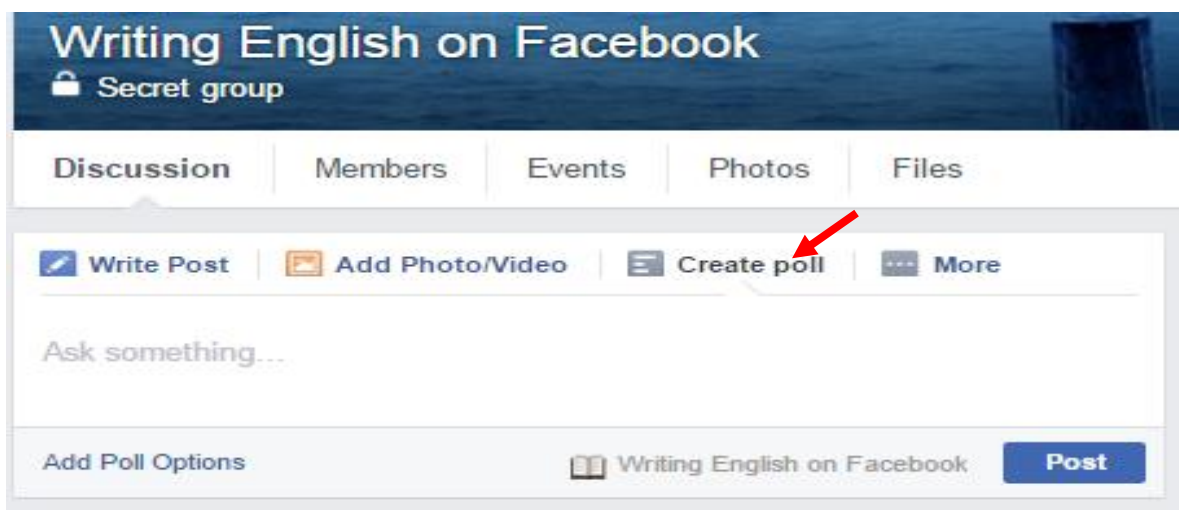 Writing English on Facebook
Secret group
Discussion Members Events Photos Files
Write Post Add Photo/Video Create poll More
Ask something...
Add Poll Options Writing English on Facebook Post